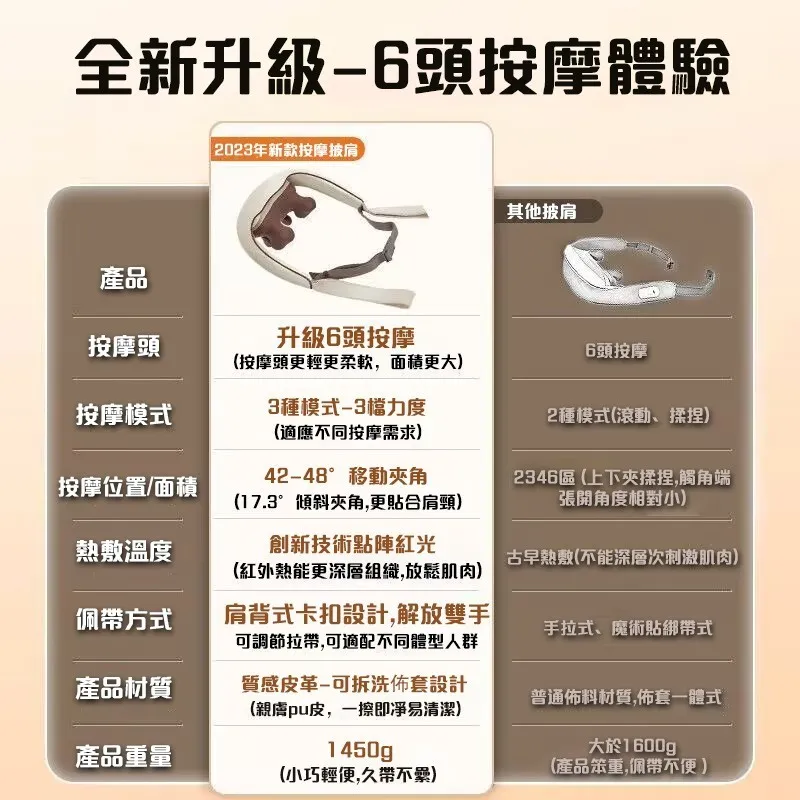 全新升級-6頭按摩體驗
2023年新款按摩披肩
其他披肩
產品
按摩頭
升級6頭按摩
(按摩頭更輕更柔軟，面積更大)
6頭按摩
按摩模式
3種模式-3檔力度
(適應不同按摩需求)
2種模式(滾動、揉捏)
按摩位置/面積
42-48°移動夾角
(17.3°傾斜夾角,更貼合肩頸)
2346區(上下夾揉捏,觸角端
張開角度相對小)
熱敷溫度
創新技術點陣紅光
(紅外熱能更深層組織,放鬆肌肉)
古早熱敷(不能深層次刺激肌肉)
佩帶方式
肩背式卡扣設計,解放雙手
可調節拉帶,可適配不同體型人群
手拉式、魔術貼綁帶式
產品材質
質感皮革-可拆洗佈套設計
(親膚pu皮，一擦即凈易清潔)
普通佈料材質,佈套一體式
產品重量
1450g
(小巧輕便,久帶不纍)
大於1600g
(產品笨重,佩帶不便)